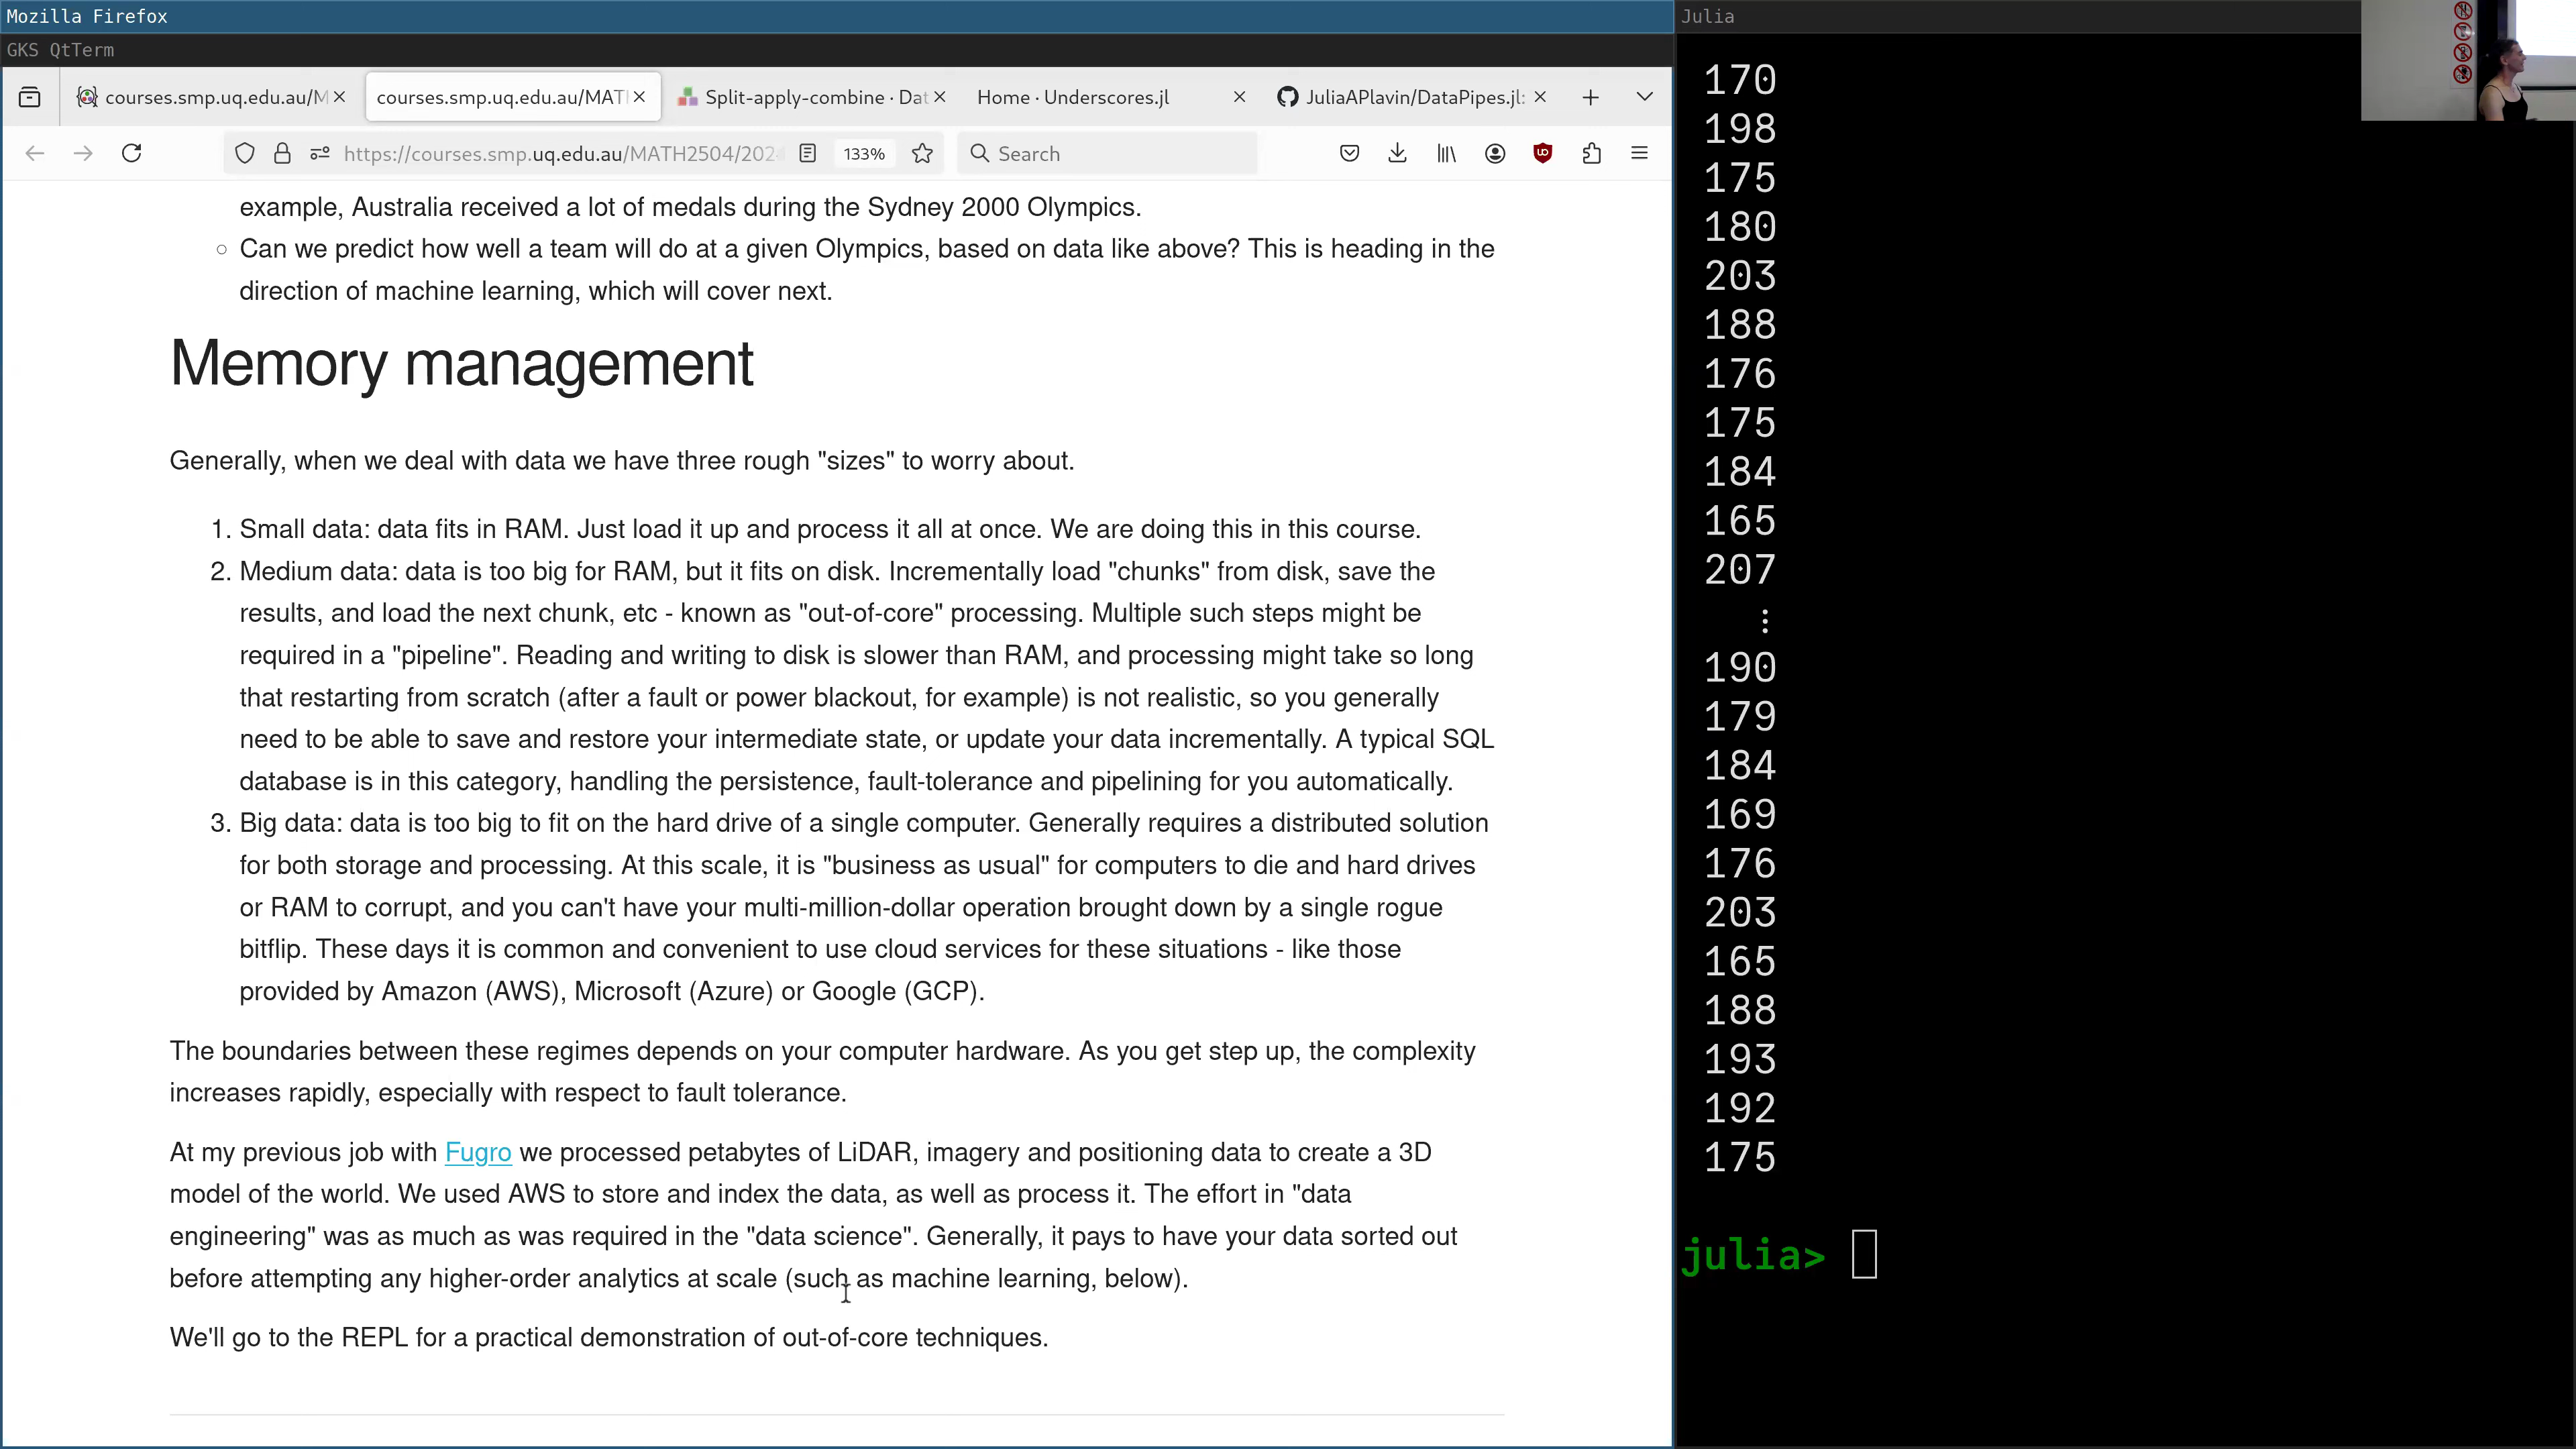 Mozilla Firefox
GKS QtTerm
courses.smp.uq.edu.au/M
courses.smp.uq.edu.au/MAT
Split-apply-combine · Dat
Home · Underscores.jl
JuliaAPlavin/DataPipes.jl:
https://courses.smp.uq.edu.au/MATH2504/202
133%
Search
example, Australia received a lot of medals during the Sydney 2000 Olympics.
Can we predict how well a team will do at a given Olympics, based on data like above? This is heading in the
direction of machine learning, which will cover next.
Memory management
Generally, when we deal with data we have three rough "sizes" to worry about.
1. Small data: data fits in RAM. Just load it up and process it all at once. We are doing this in this course.
2. Medium data: data is too big for RAM, but it fits on disk. Incrementally load "chunks" from disk, save the
results, and load the next chunk, etc - known as "out-of-core" processing. Multiple such steps might be
required in a "pipeline". Reading and writing to disk is slower than RAM, and processing might take so long
that restarting from scratch (after a fault or power blackout, for example) is not realistic, so you generally
need to be able to save and restore your intermediate state, or update your data incrementally. A typical SQL
database is in this category, handling the persistence, fault-tolerance and pipelining for you automatically.
3. Big data: data is too big to fit on the hard drive of a single computer. Generally requires a distributed solution
for both storage and processing. At this scale, it is "business as usual" for computers to die and hard drives
or RAM to corrupt, and you can't have your multi-million-dollar operation brought down by a single rogue
bitflip. These days it is common and convenient to use cloud services for these situations - like those
provided by Amazon (AWS), Microsoft (Azure) or Google (GCP).
The boundaries between these regimes depends on your computer hardware. As you get step up, the complexity
increases rapidly, especially with respect to fault tolerance.
At my previous job with Fugro we processed petabytes of LiDAR, imagery and positioning data to create a 3D
model of the world. We used AWS to store and index the data, as well as process it. The effort in "data
engineering" was as much as was required in the "data science". Generally, it pays to have your data sorted out
before attempting any higher-order analytics at scale (such as machine learning, below).
We'll go to the REPL for a practical demonstration of out-of-core techniques.
Julia
170
198
175
180
203
188
176
175
184
165
207
⋮
190
179
184
169
176
203
165
188
193
192
175
julia>